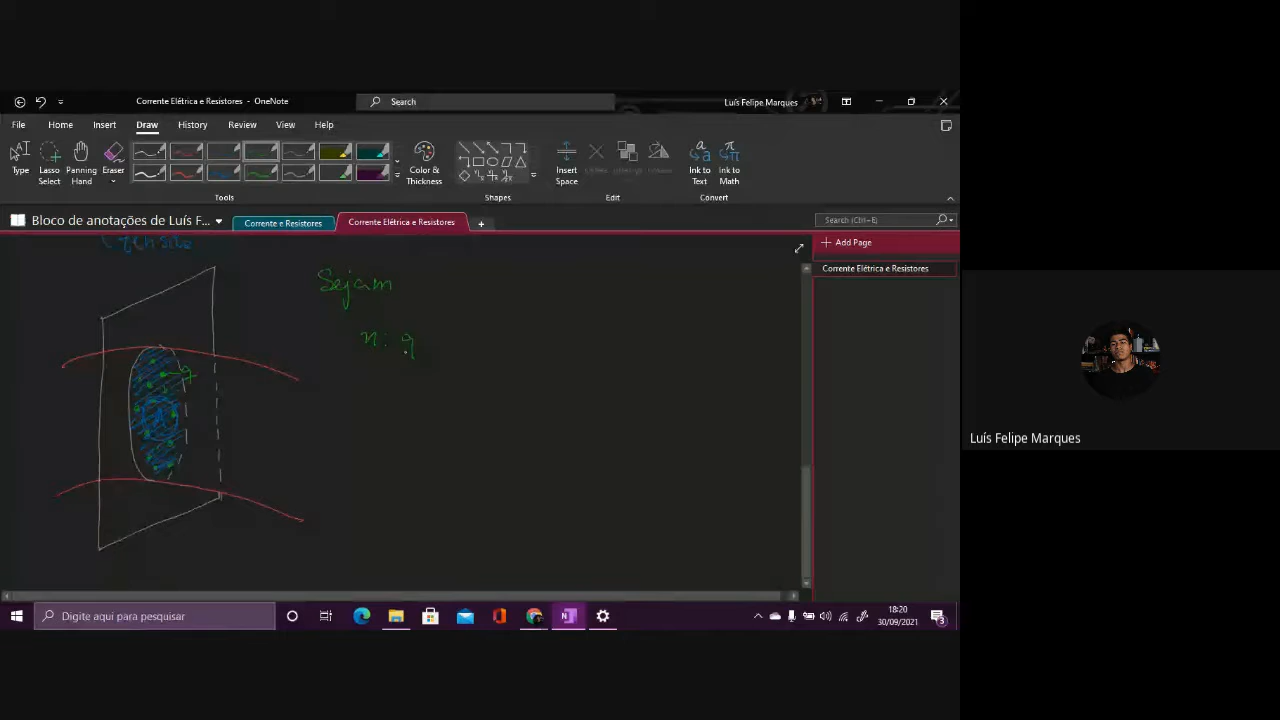 Corrente Elétrica e Resistores - OneNote
Search
Luís Felipe Marques
File Home Insert Draw History Review View Help
Type
Lasso Select
Panning Hand
Eraser
Color & Thickness
Insert Space
Ink to Text
Ink to Math
Tools
Shapes
Edit
Convert
Bloco de anotações de Luís F...
Corrente e Resistores
Corrente Elétrica e Resistores
+
Search (Ctrl+E)
+ Add Page
Corrente Elétrica e Resistores
Sejam
n: q
q
A
Luís Felipe Marques
Digite aqui para pesquisar
18:20
30/09/2021
3